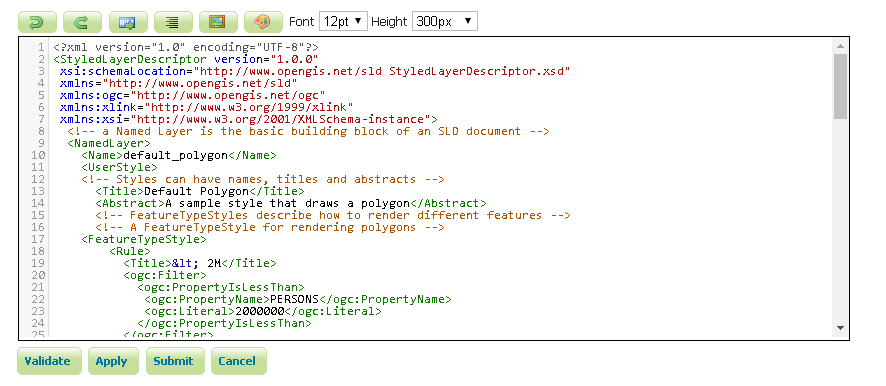 Font 12pt Height 300px
1 <?xml version="1.0" encoding="UTF-8"?>
2 <StyledLayerDescriptor version="1.0.0"
3 xsi:schemaLocation="http://www.opengis.net/sld StyledLayerDescriptor.xsd"
4 xmlns="http://www.opengis.net/sld"
5 xmlns:ogc="http://www.opengis.net/ogc"
6 xmlns:xlink="http://www.w3.org/1999/xlink"
7 xmlns:xsi="http://www.w3.org/2001/XMLSchema-instance">
8 <!-- a Named Layer is the basic building block of an SLD document -->
9 <NamedLayer>
10 <Name>default_polygon</Name>
11 <UserStyle>
12 <!-- Styles can have names, titles and abstracts -->
13 <Title>Default Polygon</Title>
14 <Abstract>A sample style that draws a polygon</Abstract>
15 <!-- FeatureTypeStyles describe how to render different features -->
16 <!-- A FeatureTypeStyle for rendering polygons -->
17 <FeatureTypeStyle>
18 <Rule>
19 <Title>&lt; 2M</Title>
20 <ogc:Filter>
21 <ogc:PropertyIsLessThan>
22 <ogc:PropertyName>PERSONS</ogc:PropertyName>
23 <ogc:Literal>2000000</ogc:Literal>
24 </ogc:PropertyIsLessThan>
25 </ogc:Filter>
Validate Apply Submit Cancel